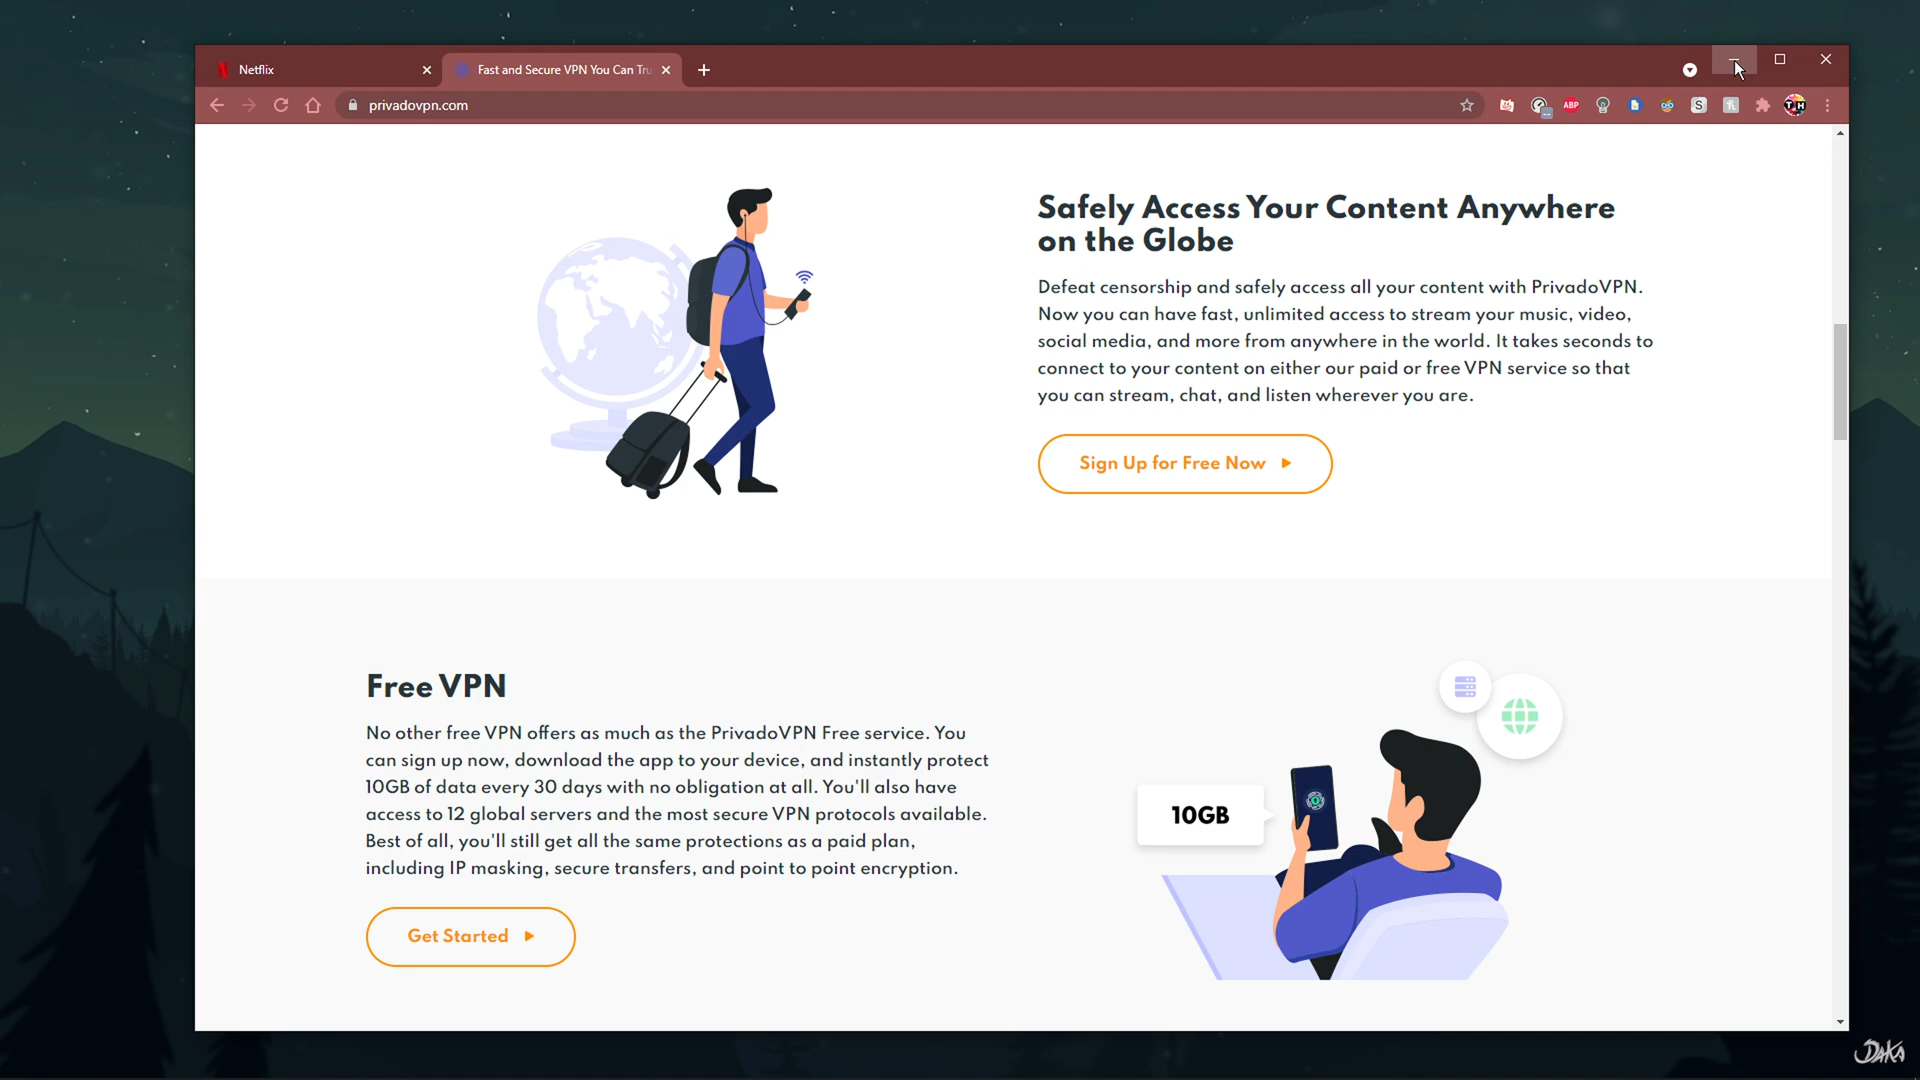 Netflix
Fast and Secure VPN You Can Tru
privadovpn.com
ABP
S
TH
Safely Access Your Content Anywhere
on the Globe
Defeat censorship and safely access all your content with PrivadoVPN.
Now you can have fast, unlimited access to stream your music, video,
social media, and more from anywhere in the world. It takes seconds to
connect to your content on either our paid or free VPN service so that
you can stream, chat, and listen wherever you are.
Sign Up for Free Now
Free VPN
No other free VPN offers as much as the PrivadoVPN Free service. You
can sign up now, download the app to your device, and instantly protect
10GB of data every 30 days with no obligation at all. You'll also have
access to 12 global servers and the most secure VPN protocols available.
Best of all, you'll still get all the same protections as a paid plan,
including IP masking, secure transfers, and point to point encryption.
10GB
Get Started
DAKA